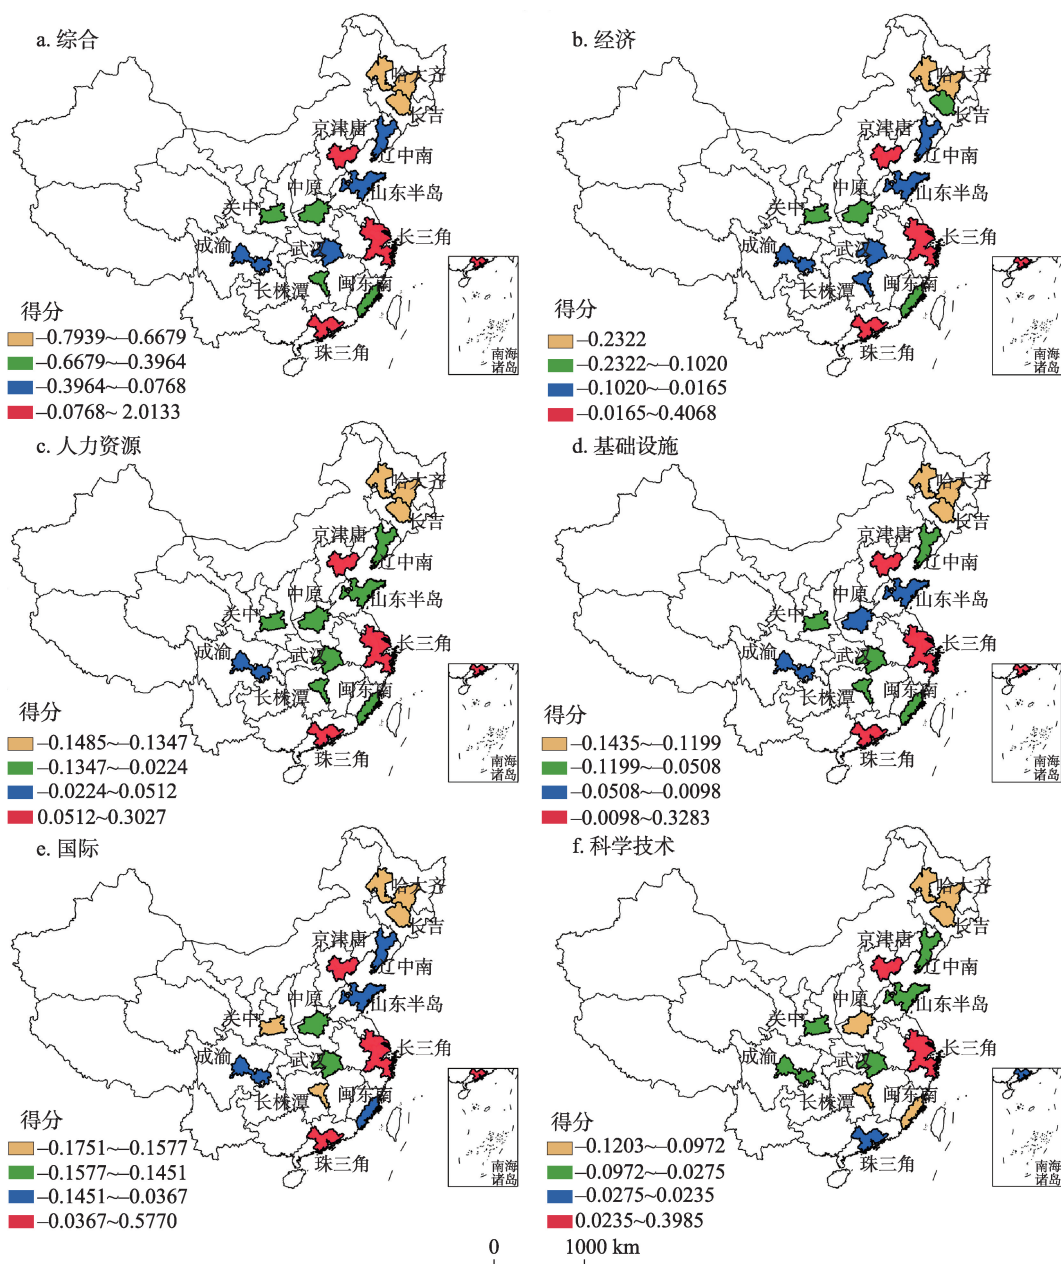 a. 综合
哈大齐
长吉
京津唐
辽中南
中原
山东半岛
关中
长三角
成渝
武汉
长株潭
闽东南
珠三角
得分
–0.7939~–0.6679
–0.6679~–0.3964
–0.3964~–0.0768
–0.0768~ 2.0133
南海
诸岛
b. 经济
哈大齐
长吉
京津唐
辽中南
中原
山东半岛
关中
长三角
成渝
武汉
长株潭
闽东南
珠三角
得分
–0.2322
–0.2322~–0.1020
–0.1020~–0.0165
–0.0165~0.4068
南海
诸岛
c. 人力资源
哈大齐
长吉
京津唐
辽中南
中原
山东半岛
关中
长三角
成渝
武汉
长株潭
闽东南
珠三角
得分
–0.1485~–0.1347
–0.1347~–0.0224
–0.0224~0.0512
0.0512~0.3027
南海
诸岛
d. 基础设施
哈大齐
长吉
京津唐
辽中南
中原
山东半岛
关中
长三角
成渝
武汉
长株潭
闽东南
珠三角
得分
–0.1435~–0.1199
–0.1199~–0.0508
–0.0508~–0.0098
–0.0098~0.3283
南海
诸岛
e. 国际
哈大齐
长吉
京津唐
辽中南
中原
山东半岛
关中
长三角
成渝
武汉
长株潭
闽东南
珠三角
得分
–0.1751~–0.1577
–0.1577~–0.1451
–0.1451~–0.0367
–0.0367~0.5770
南海
诸岛
f. 科学技术
哈大齐
长吉
京津唐
辽中南
中原
山东半岛
关中
长三角
成渝
武汉
长株潭
闽东南
珠三角
得分
–0.1203~–0.0972
–0.0972~–0.0275
–0.0275~0.0235
0.0235~0.3985
南海
诸岛
0 1000 km